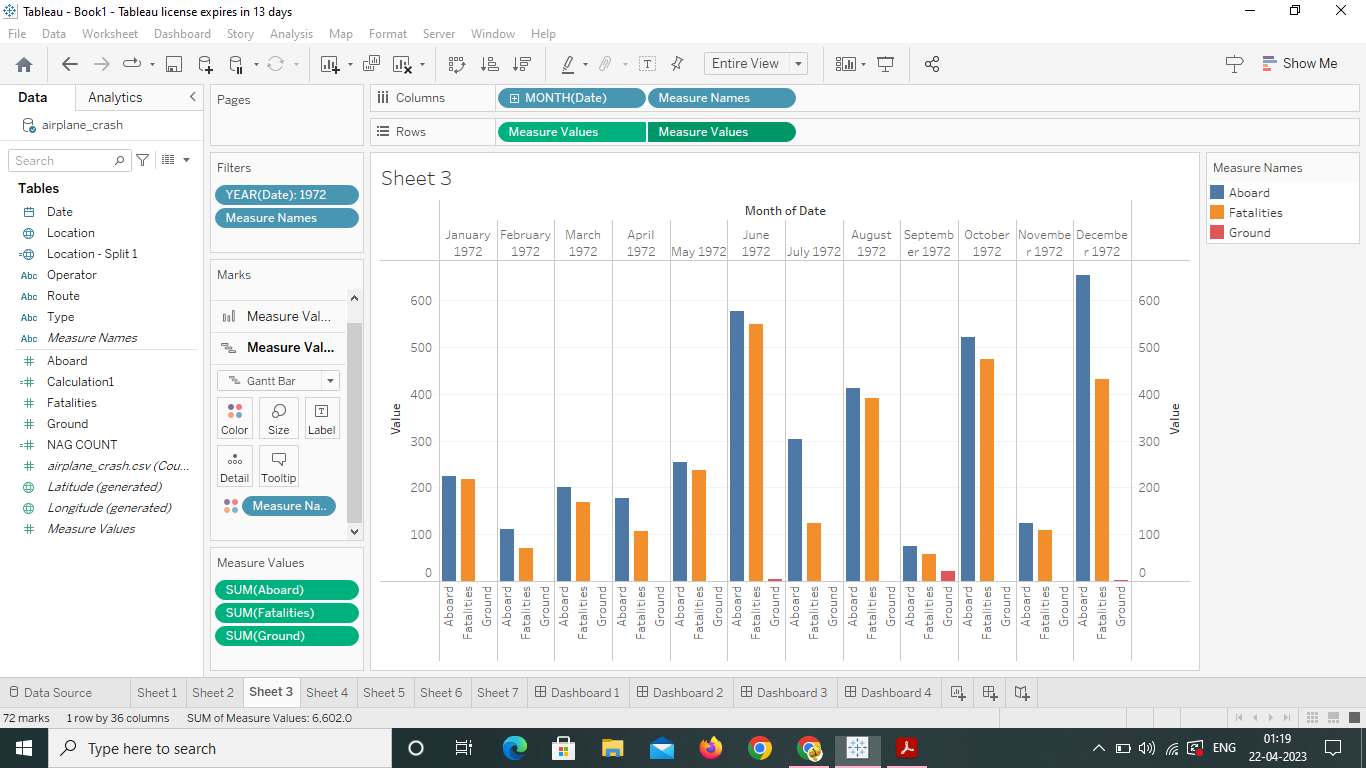 Tableau - Book1 - Tableau license expires in 13 days
File Data Worksheet Dashboard Story Analysis Map Format Server Window Help
Entire View
Show Me
Data Analytics
airplane_crash
Search
Tables
Date
Location
Location - Split 1
Abc Operator
Abc Route
Abc Type
Abc Measure Names
Aboard
Calculation1
Fatalities
Ground
NAG COUNT
airplane_crash.csv (Cou...
Latitude (generated)
Longitude (generated)
Measure Values
Pages
Filters
YEAR(Date): 1972
Measure Names
Marks
Measure Val...
Measure Val...
Gantt Bar
Color Size Label
Detail Tooltip
Measure Na..
Measure Values
SUM(Aboard)
SUM(Fatalities)
SUM(Ground)
Columns MONTH(Date) Measure Names
Rows Measure Values Measure Values
Sheet 3
Month of Date
January February March April June August Septemb October Novembe Decembe
1972 1972 1972 1972 May 1972 1972 July 1972 1972 er 1972 1972 r 1972 r 1972
600 600
500 500
400 400
300 300
200 200
100 100
0 0
Value
Value
Aboard Fatalities Ground Aboard Fatalities Ground Aboard Fatalities Ground Aboard Fatalities Ground Aboard Fatalities Ground Aboard Fatalities Ground Aboard Fatalities Ground Aboard Fatalities Ground Aboard Fatalities Ground Aboard Fatalities Ground Aboard Fatalities Ground Aboard Fatalities Ground
Measure Names
Aboard
Fatalities
Ground
Data Source Sheet 1 Sheet 2 Sheet 3 Sheet 4 Sheet 5 Sheet 6 Sheet 7 Dashboard 1 Dashboard 2 Dashboard 3 Dashboard 4
72 marks 1 row by 36 columns SUM of Measure Values: 6,602.0
Type here to search
ENG
01:19
22-04-2023